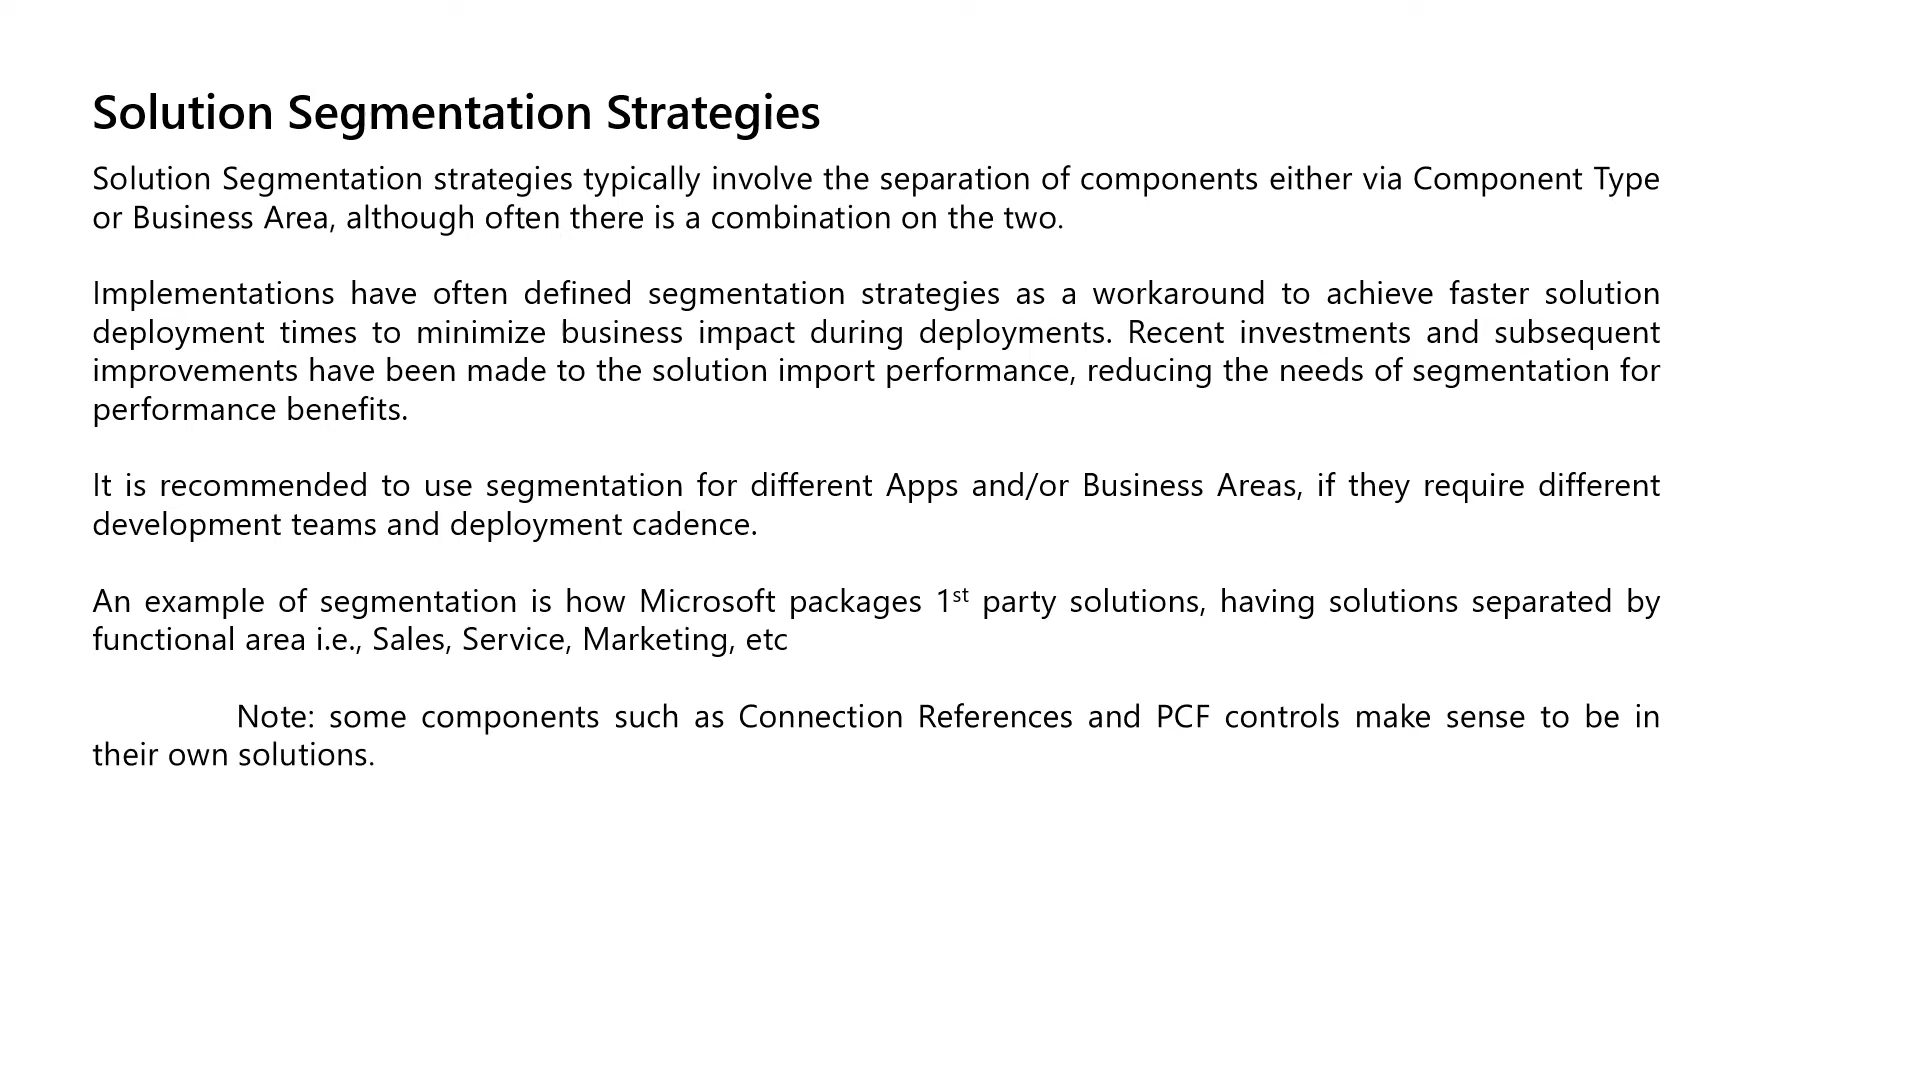 Solution Segmentation Strategies
Solution Segmentation strategies typically involve the separation of components either via Component Type
or Business Area, although often there is a combination on the two.
Implementations have often defined segmentation strategies as a workaround to achieve faster solution
deployment times to minimize business impact during deployments. Recent investments and subsequent
improvements have been made to the solution import performance, reducing the needs of segmentation for
performance benefits.
It is recommended to use segmentation for different Apps and/or Business Areas, if they require different
development teams and deployment cadence.
An example of segmentation is how Microsoft packages 1st party solutions, having solutions separated by
functional area i.e., Sales, Service, Marketing, etc
Note: some components such as Connection References and PCF controls make sense to be in
their own solutions.